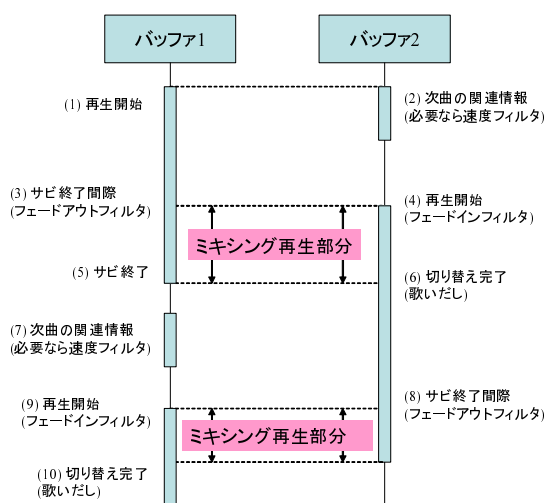 バッファ1
バッファ2
(1) 再生開始
(2) 次曲の関連情報
(必要なら速度フィルタ)
(3) サビ終了間際
(フェードアウトフィルタ)
(4) 再生開始
(フェードインフィルタ)
ミキシング再生部分
(5) サビ終了
(6) 切り替え完了
(歌いだし)
(7) 次曲の関連情報
(必要なら速度フィルタ)
(8) サビ終了間際
(フェードアウトフィルタ)
(9) 再生開始
(フェードインフィルタ)
ミキシング再生部分
(10) 切り替え完了
(歌いだし)